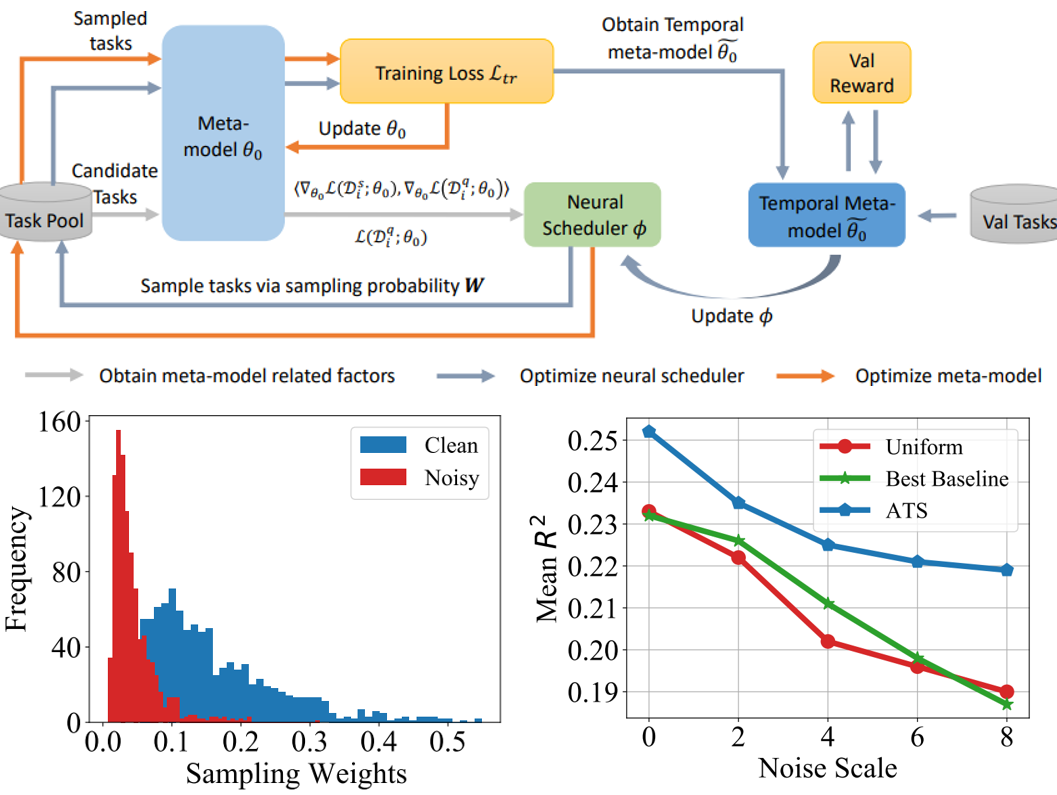 Sampled
tasks
Obtain Temporal
meta-model $\widetilde{\theta_0}$
Val
Reward
Training Loss $\mathcal{L}_{tr}$
Meta-
model $\theta_0$
Update $\theta_0$
Candidate
Tasks
$\langle \nabla_{\theta_0}\mathcal{L}(\mathcal{D}_i^s;\theta_0), \nabla_{\theta_0}\mathcal{L}(\mathcal{D}_i^q;\theta_0) \rangle$
$\mathcal{L}(\mathcal{D}_i^q;\theta_0)$
Task Pool
Neural
Scheduler $\phi$
Temporal Meta-
model $\widetilde{\theta_0}$
Val Tasks
Sample tasks via sampling probability $W$
Update $\phi$
Obtain meta-model related factors
Optimize neural scheduler
Optimize meta-model
160
120
80
40
0
Frequency
Clean
Noisy
0.0 0.1 0.2 0.3 0.4 0.5
Sampling Weights
0.25
0.24
0.23
0.22
0.21
0.20
0.19
Mean $R^2$
Uniform
Best Baseline
ATS
0 2 4 6 8
Noise Scale